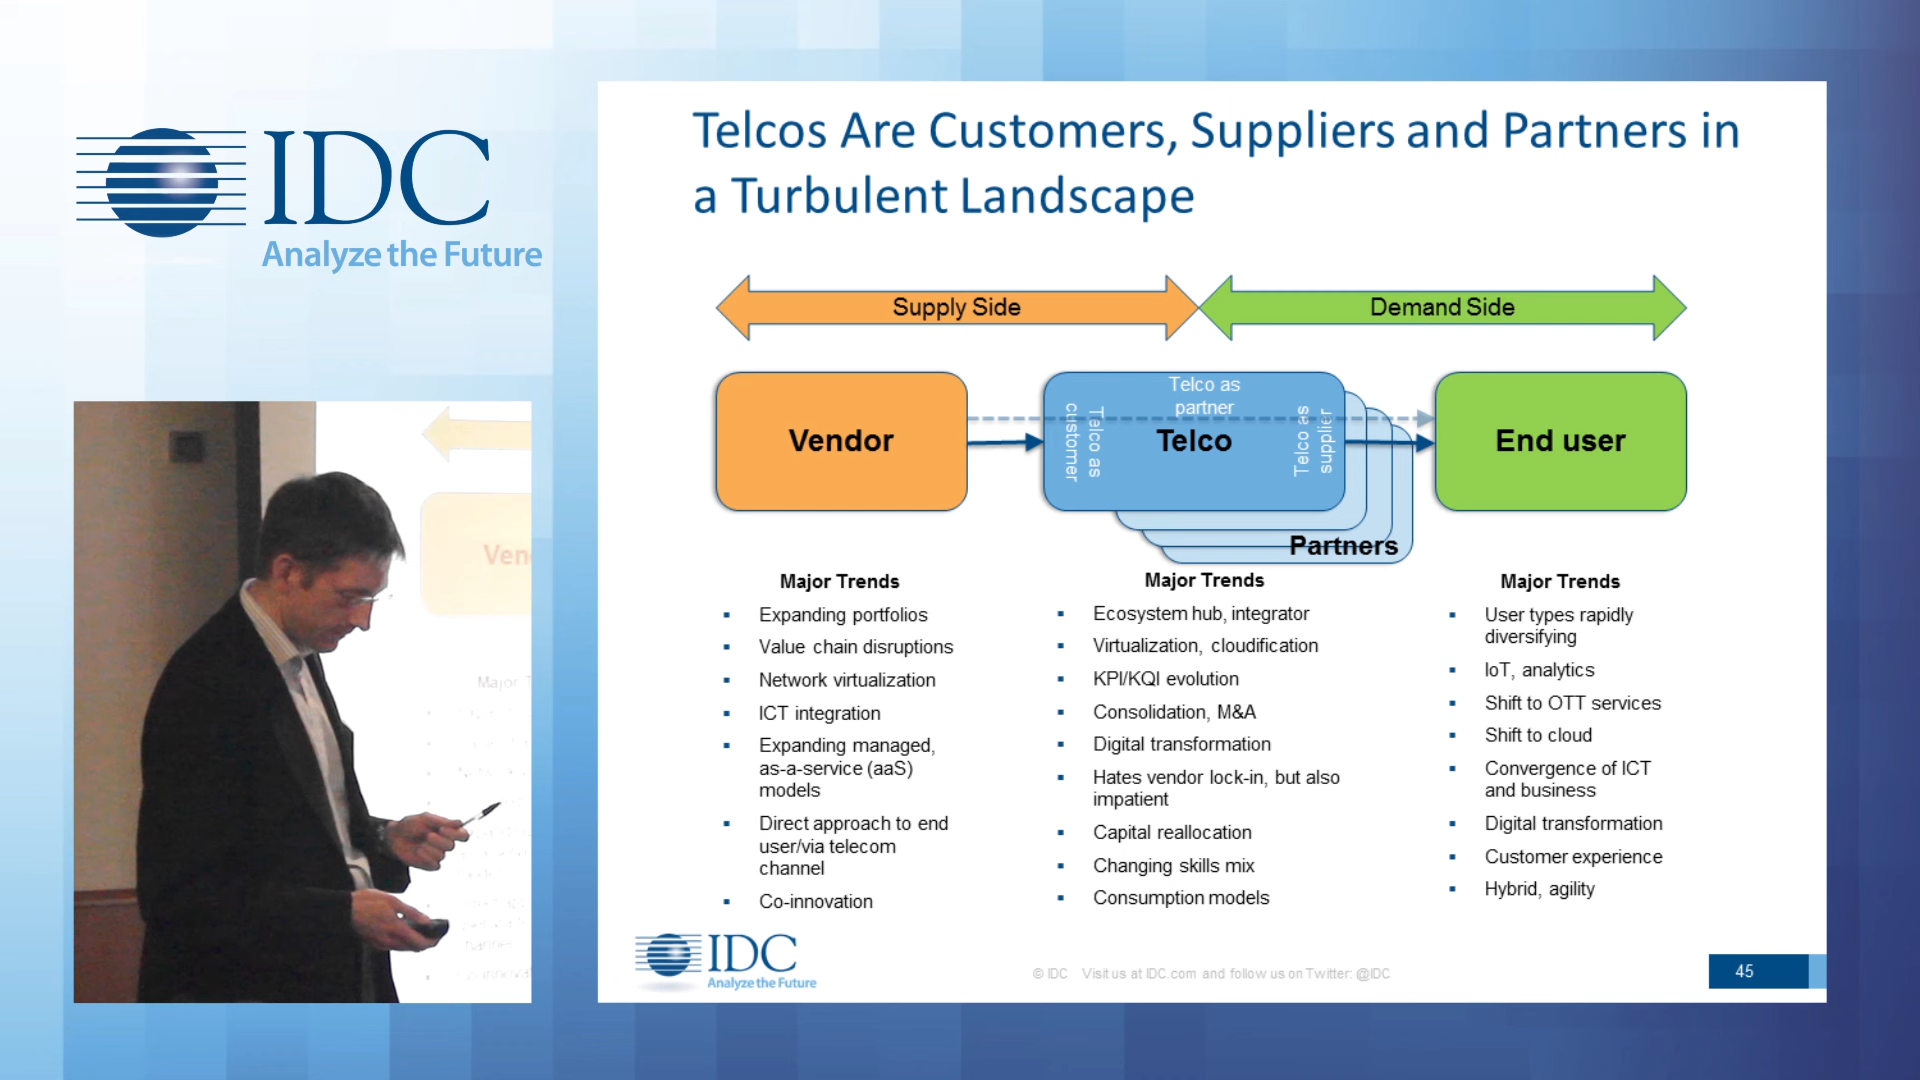 IDC
Analyze the Future
Telcos Are Customers, Suppliers and Partners in
a Turbulent Landscape
Supply Side
Demand Side
Vendor
Telco as
partner
Telco as
customer
Telco
Telco as
supplier
End user
Partners
Major Trends
▪ Expanding portfolios
▪ Value chain disruptions
▪ Network virtualization
▪ ICT integration
▪ Expanding managed,
as-a-service (aaS)
models
▪ Direct approach to end
user/via telecom
channel
▪ Co-innovation
Major Trends
▪ Ecosystem hub, integrator
▪ Virtualization, cloudification
▪ KPI/KQI evolution
▪ Consolidation, M&A
▪ Digital transformation
▪ Hates vendor lock-in, but also
impatient
▪ Capital reallocation
▪ Changing skills mix
▪ Consumption models
Major Trends
▪ User types rapidly
diversifying
▪ IoT, analytics
▪ Shift to OTT services
▪ Shift to cloud
▪ Convergence of ICT
and business
▪ Digital transformation
▪ Customer experience
▪ Hybrid, agility
IDC
Analyze the Future
© IDC Visit us at IDC.com and follow us on Twitter: @IDC
45
Ven
Major T